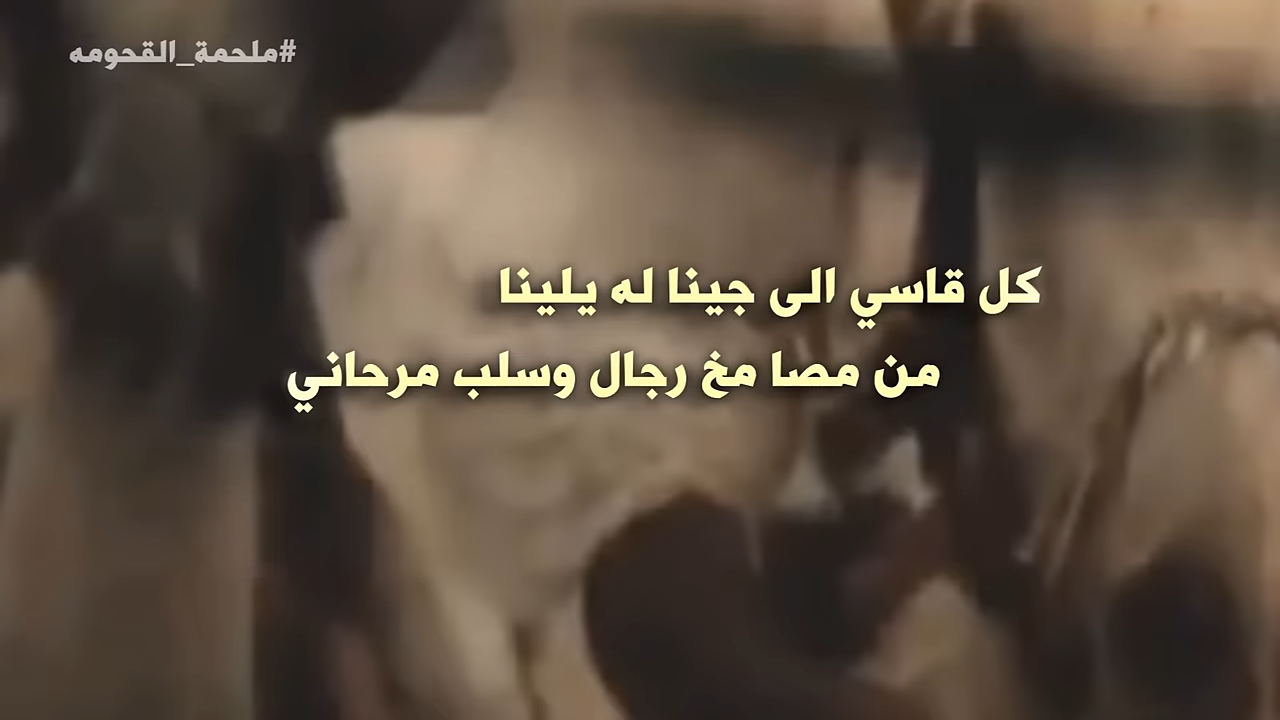 #ملحمة_القحومه
كل قاسي الى جينا له يلينا
من مصا مخ رجال وسلب مرحاني